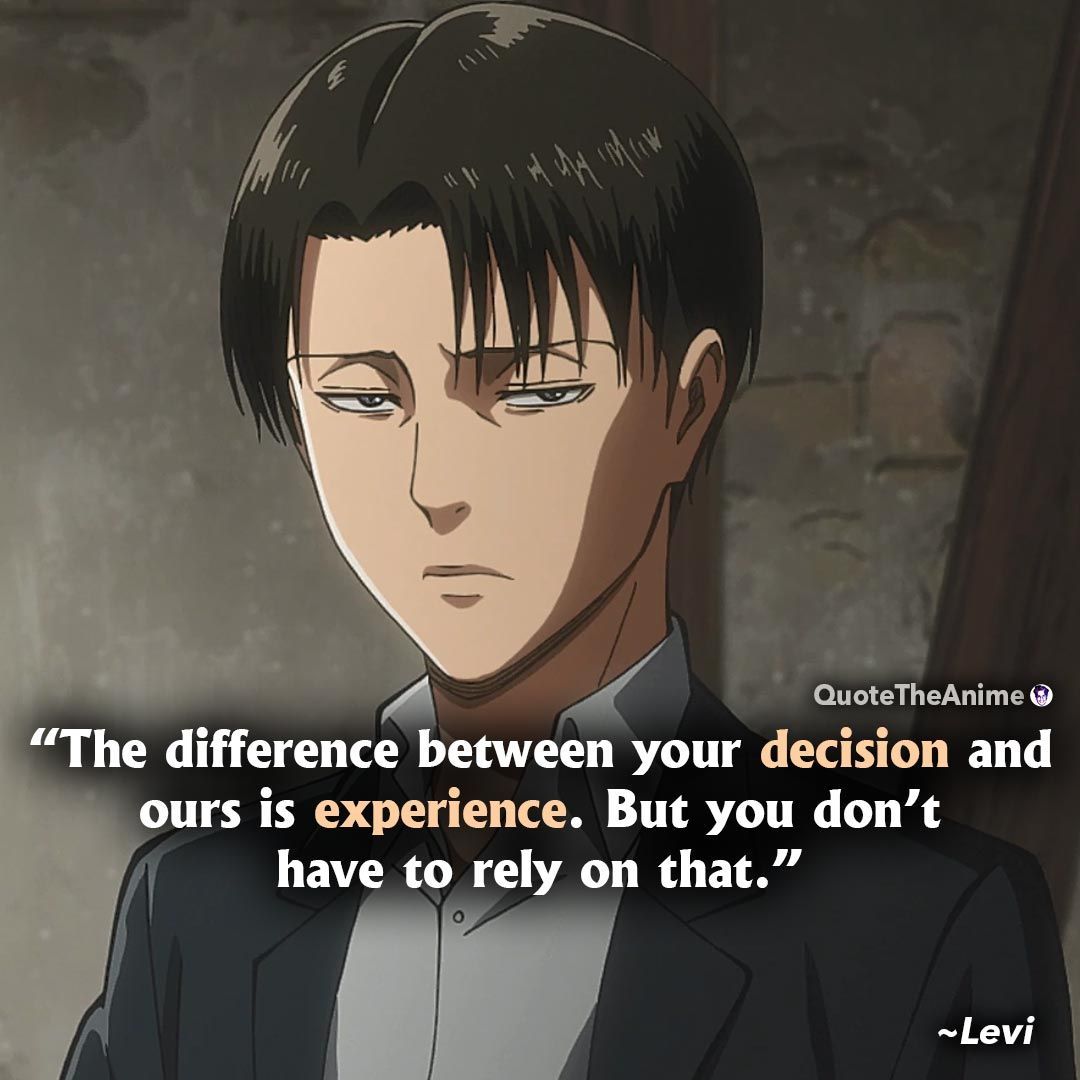 QuoteTheAnime
“The difference between your decision and
ours is experience. But you don’t
have to rely on that.”
~Levi